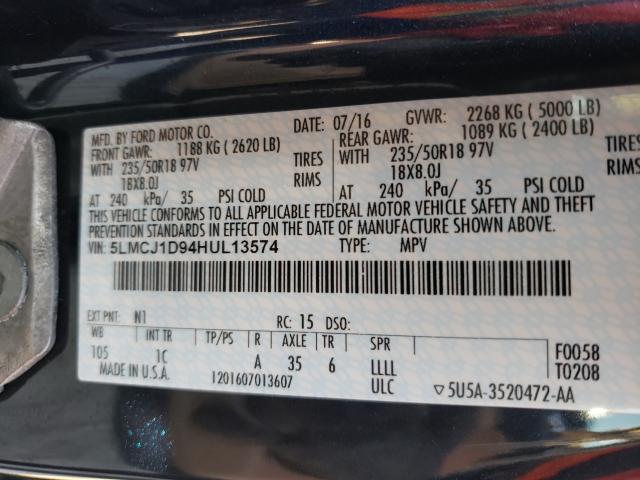 MFD. BY FORD MOTOR CO.
DATE: 07/16 GVWR: 2268 KG ( 5000 LB)
FRONT GAWR: 1188 KG ( 2620 LB) REAR GAWR: 1089 KG ( 2400 LB)
WITH 235/50R18 97V TIRES WITH 235/50R18 97V TIRES
18X8.0J RIMS 18X8.0J RIMS
AT 240 kPa/ 35 PSI COLD AT 240 kPa/ 35 PSI COLD
THIS VEHICLE CONFORMS TO ALL APPLICABLE FEDERAL MOTOR VEHICLE SAFETY AND THEFT
PREVENTION STANDARDS IN EFFECT ON THE DATE OF MANUFACTURE SHOWN ABOVE.
VIN: 5LMCJ1D94HUL13574 TYPE: MPV
EXT PNT: N1 RC: 15 DSO:
WB INT TR TP/PS R AXLE TR SPR
105 1C A 35 6 LLLL F0058
MADE IN U.S.A. 1201607013607 ULC T0208
▽5U5A-3520472-AA